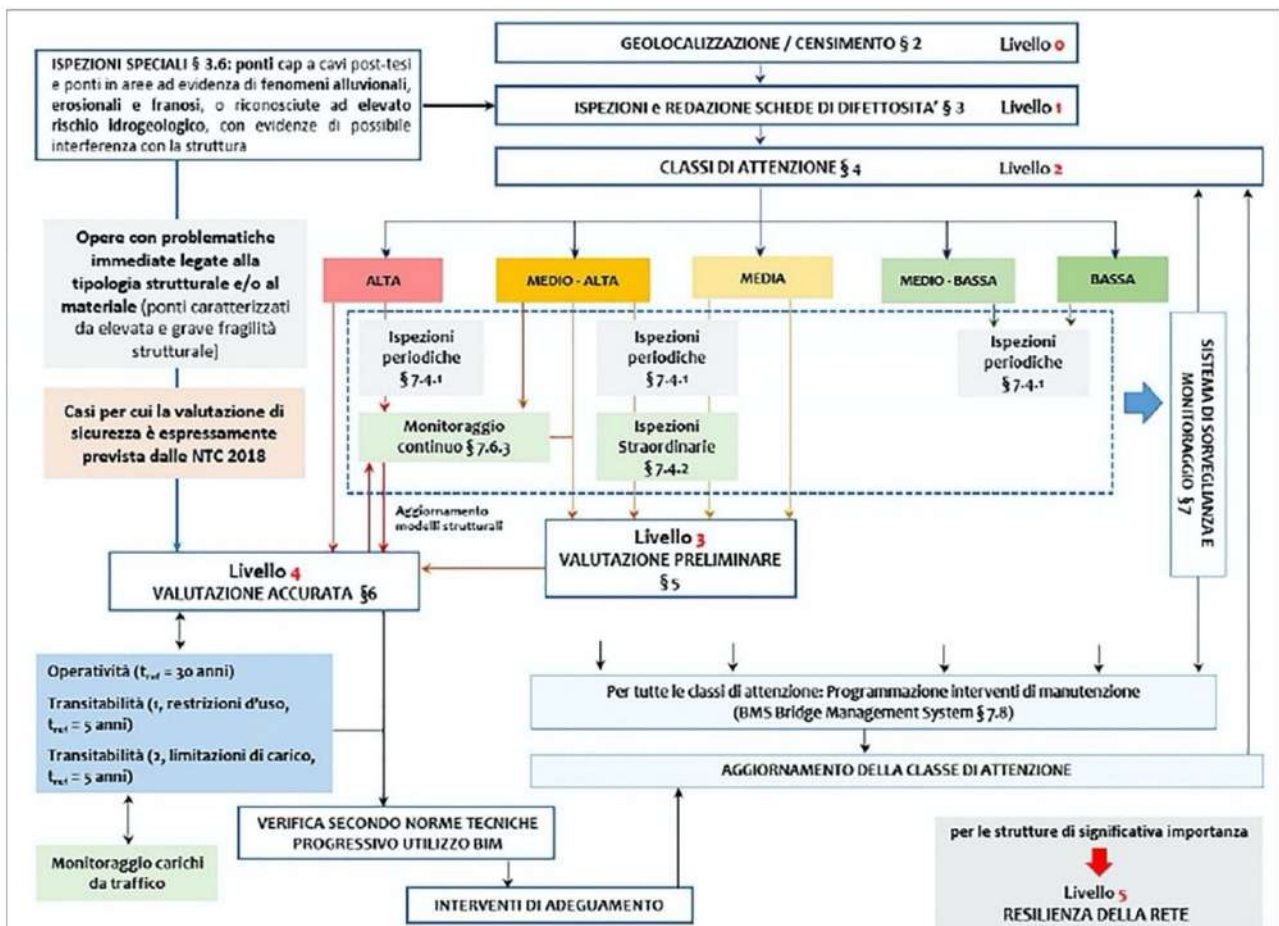 GEOLOCALIZZAZIONE / CENSIMENTO § 2 Livello 0
ISPEZIONI SPECIALI § 3.6: ponti cap a cavi post-tesi
e ponti in aree ad evidenza di fenomeni alluvionali,
erosionali e franosi, o riconosciute ad elevato
rischio idrogeologico, con evidenze di possibile
interferenza con la struttura
ISPEZIONI e REDAZIONE SCHEDE DI DIFETTOSITA' § 3 Livello 1
CLASSI DI ATTENZIONE § 4 Livello 2
Opere con problematiche
immediate legate alla
tipologia strutturale e/o al
materiale (ponti caratterizzati
da elevata e grave fragilità
strutturale)
ALTA
MEDIO - ALTA
MEDIA
MEDIO - BASSA
BASSA
Ispezioni
periodiche
§ 7.4.1
Ispezioni
periodiche
§ 7.4.1
Ispezioni
periodiche
§ 7.4.1
Casi per cui la valutazione di
sicurezza è espressamente
prevista dalle NTC 2018
Monitoraggio
continuo § 7.6.3
Ispezioni
Straordinarie
§ 7.4.2
SISTEMA DI SORVEGLIANZA E
MONITORAGGIO §7
Aggiornamento
modelli strutturali
Livello 3
VALUTAZIONE PRELIMINARE
§ 5
Livello 4
VALUTAZIONE ACCURATA §6
Operatività (tref = 30 anni)
Transitabilità (1, restrizioni d'uso,
tref = 5 anni)
Transitabilità (2, limitazioni di carico,
tref = 5 anni)
Per tutte le classi di attenzione: Programmazione interventi di manutenzione
(BMS Bridge Management System § 7.8)
AGGIORNAMENTO DELLA CLASSE DI ATTENZIONE
VERIFICA SECONDO NORME TECNICHE
PROGRESSIVO UTILIZZO BIM
Monitoraggio carichi
da traffico
INTERVENTI DI ADEGUAMENTO
per le strutture di significativa importanza
Livello 5
RESILIENZA DELLA RETE